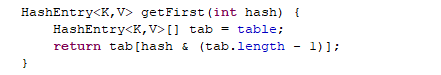 HashEntry<K,V> getFirst(int hash) {
    HashEntry<K,V>[] tab = table;
    return tab[hash & (tab.length - 1)];
}